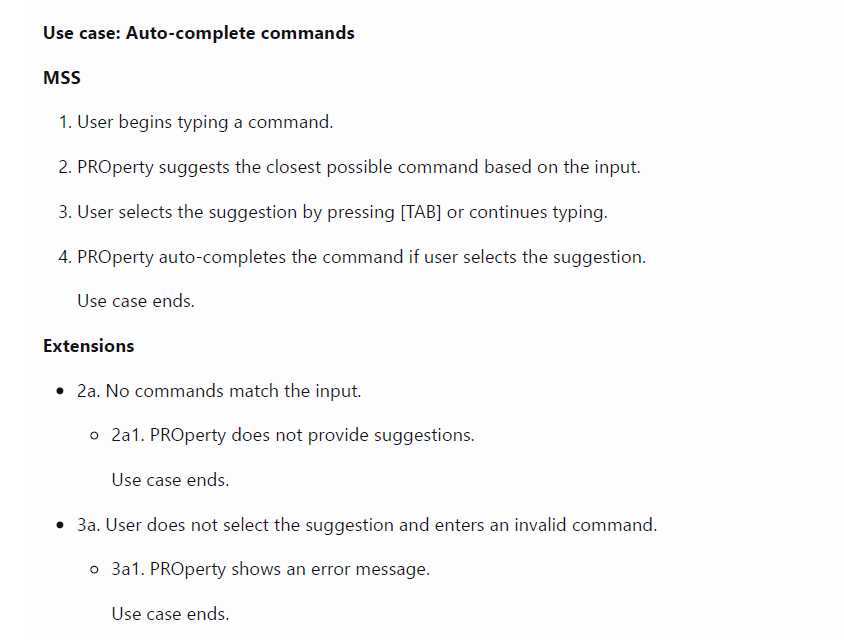 Use case: Auto-complete commands
MSS
1. User begins typing a command.
2. PROperty suggests the closest possible command based on the input.
3. User selects the suggestion by pressing [TAB] or continues typing.
4. PROperty auto-completes the command if user selects the suggestion.
Use case ends.
Extensions
• 2a. No commands match the input.
◦ 2a1. PROperty does not provide suggestions.
Use case ends.
• 3a. User does not select the suggestion and enters an invalid command.
◦ 3a1. PROperty shows an error message.
Use case ends.